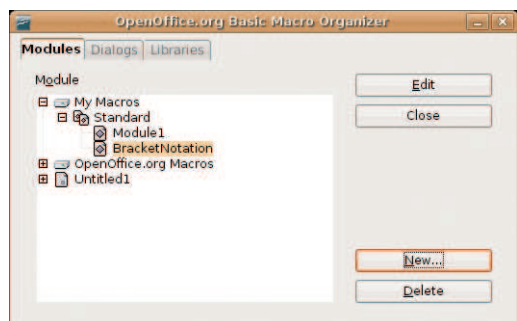 OpenOffice.org Basic Macro Organizer
Modules Dialogs Libraries
Module
My Macros
Standard
Module1
BracketNotation
OpenOffice.org Macros
Untitled1
Edit
Close
New...
Delete